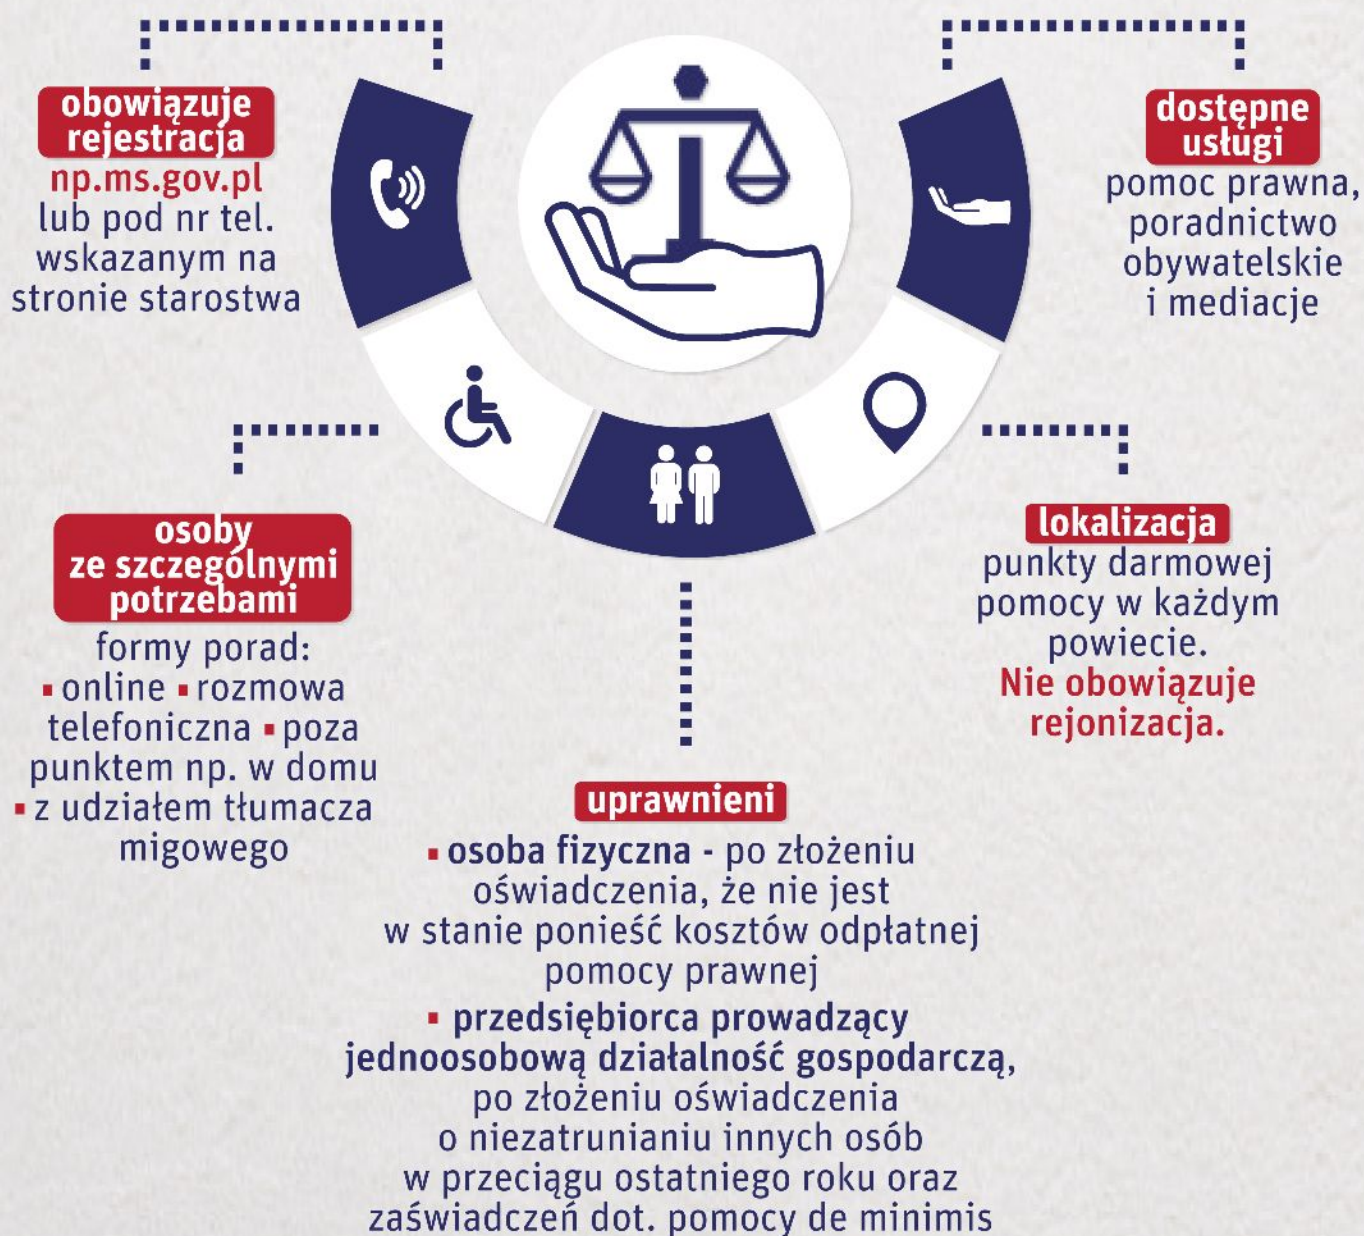 obowiązuje
rejestracja
np.ms.gov.pl
lub pod nr tel.
wskazanym na
stronie starostwa
dostępne
usługi
pomoc prawna,
poradnictwo
obywatelskie
i mediacje
osoby
ze szczególnymi
potrzebami
formy porad:
▪ online ▪ rozmowa
telefoniczna ▪ poza
punktem np. w domu
▪ z udziałem tłumacza
migowego
lokalizacja
punkty darmowej
pomocy w każdym
powiecie.
Nie obowiązuje
rejonizacja.
uprawnieni
▪ osoba fizyczna - po złożeniu
oświadczenia, że nie jest
w stanie ponieść kosztów odpłatnej
pomocy prawnej
▪ przedsiębiorca prowadzący
jednoosobową działalność gospodarczą,
po złożeniu oświadczenia
o niezatrunianiu innych osób
w przeciągu ostatniego roku oraz
zaświadczeń dot. pomocy de minimis